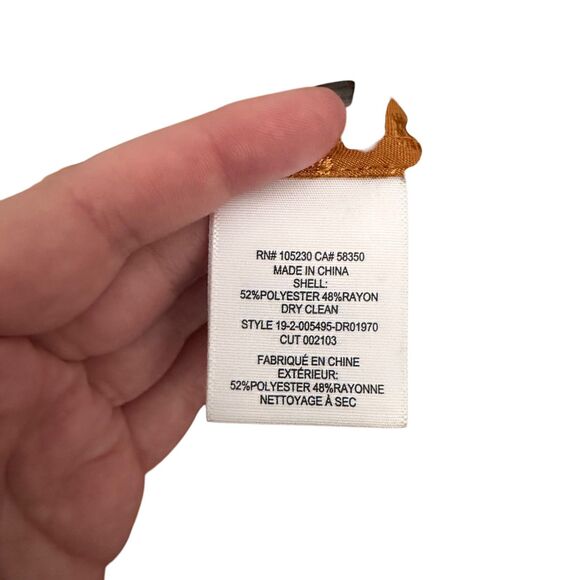 RN# 105230 CA# 58350
MADE IN CHINA
SHELL:
52%POLYESTER 48%RAYON
DRY CLEAN
STYLE 19-2-005495-DR01970
CUT 002103
FABRIQUÉ EN CHINE
EXTÉRIEUR:
52%POLYESTER 48%RAYONNE
NETTOYAGE À SEC